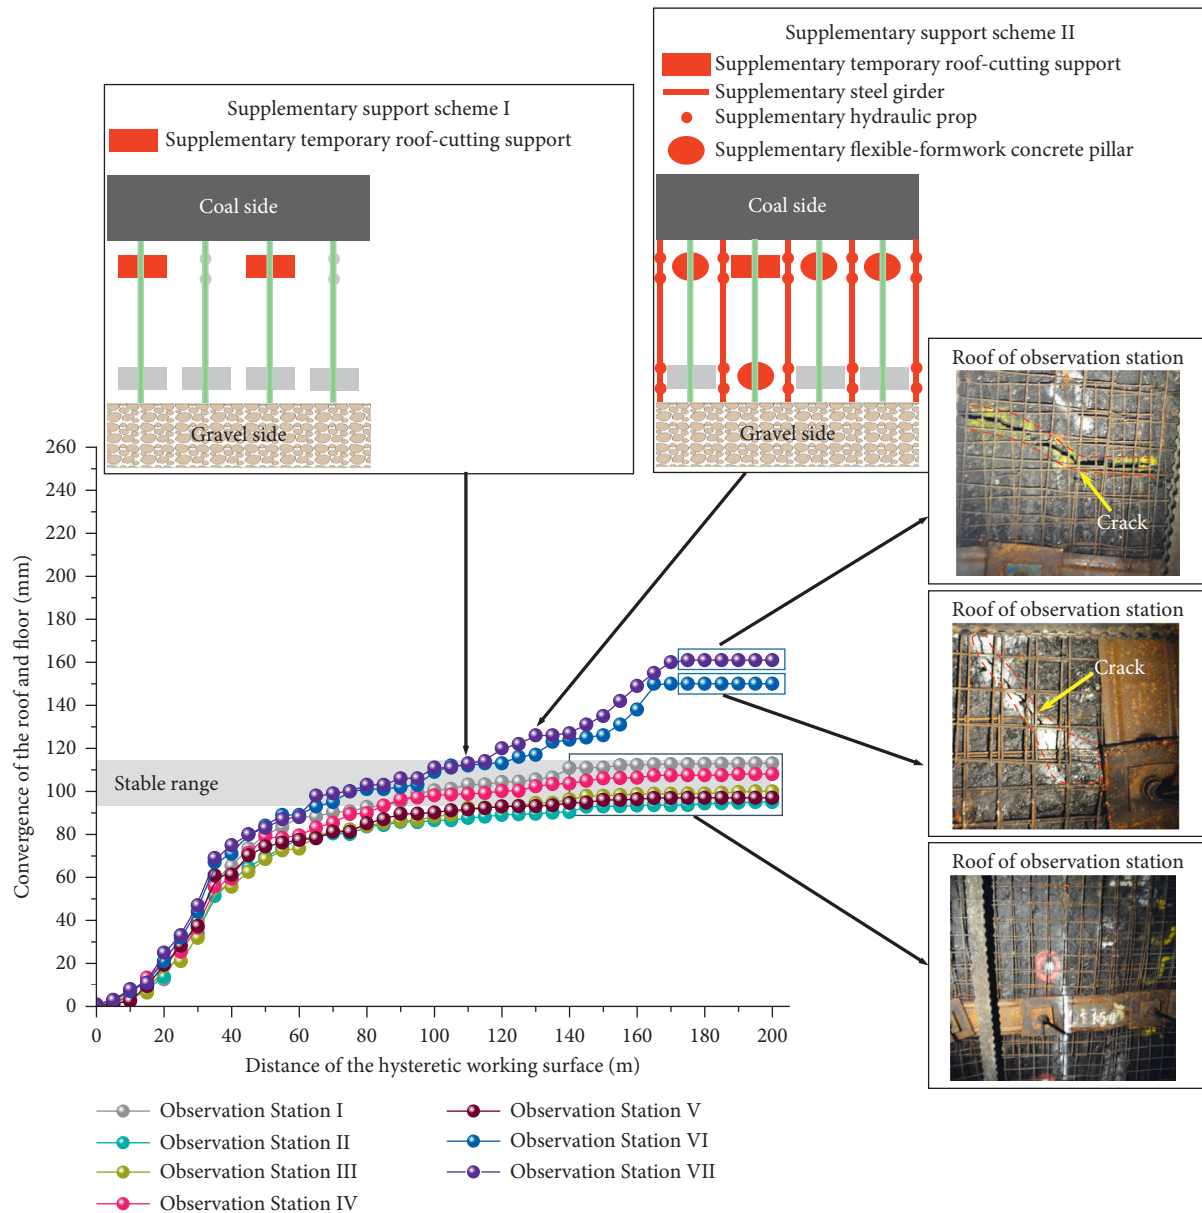 Supplementary support scheme I
Supplementary temporary roof-cutting support
Coal side
Gravel side
Supplementary support scheme II
Supplementary temporary roof-cutting support
Supplementary steel girder
Supplementary hydraulic prop
Supplementary flexible-formwork concrete pillar
Coal side
Gravel side
Roof of observation station
Crack
Roof of observation station
Crack
Roof of observation station
Convergence of the roof and floor (mm)
260
240
220
200
180
160
140
120
100
80
60
40
20
0
Stable range
0 20 40 60 80 100 120 140 160 180 200
Distance of the hysteretic working surface (m)
Observation Station I
Observation Station II
Observation Station III
Observation Station IV
Observation Station V
Observation Station VI
Observation Station VII